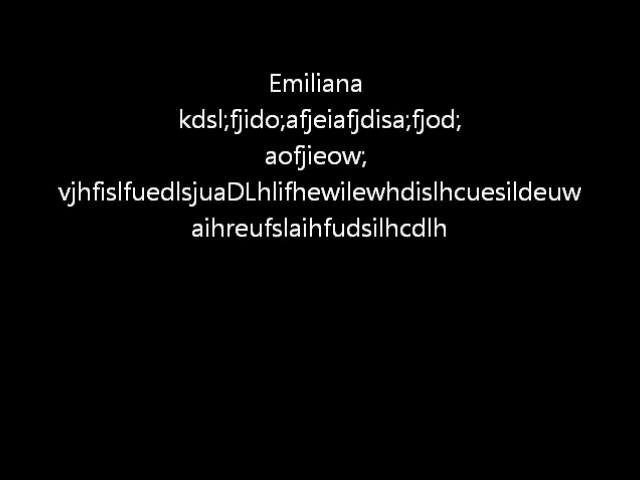 Emiliana
kdsl;fjido;afjeiafjdisa;fjod;
aofjieow;
vjhfislfuedlsjuaDLhlifhewilewhdislhcuesildeuw
aihreufslaihfudsilhcdlh